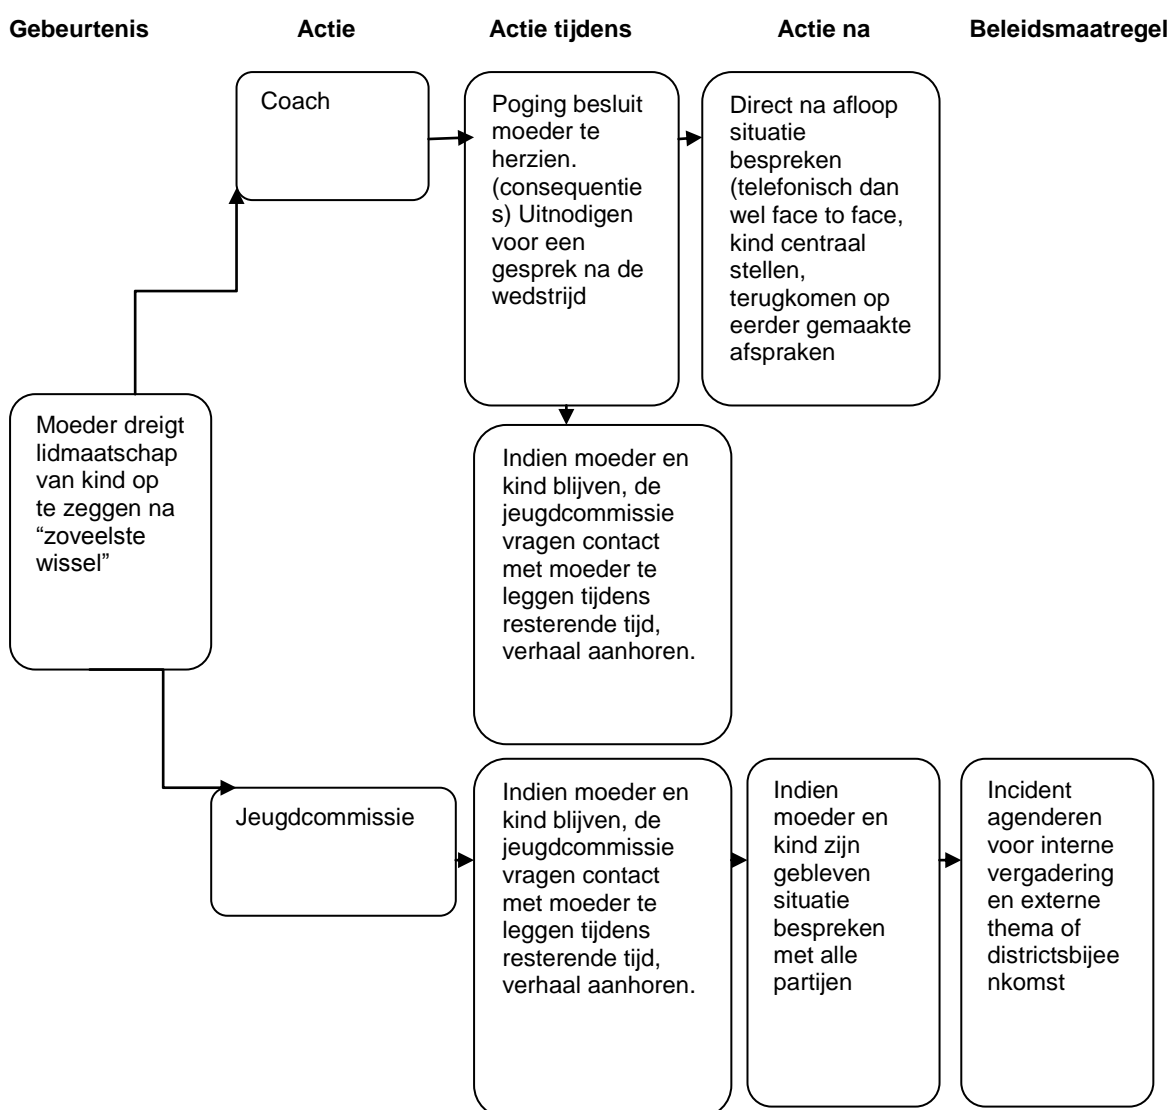 Gebeurtenis Actie Actie tijdens Actie na Beleidsmaatregel
Coach
Poging besluit
moeder te
herzien.
(consequentie
s) Uitnodigen
voor een
gesprek na de
wedstrijd
Direct na afloop
situatie
bespreken
(telefonisch dan
wel face to face,
kind centraal
stellen,
terugkomen op
eerder gemaakte
afspraken
Moeder dreigt
lidmaatschap
van kind op
te zeggen na
“zoveelste
wissel”
Indien moeder en
kind blijven, de
jeugdcommissie
vragen contact
met moeder te
leggen tijdens
resterende tijd,
verhaal aanhoren.
Jeugdcommissie
Indien moeder en
kind blijven, de
jeugdcommissie
vragen contact
met moeder te
leggen tijdens
resterende tijd,
verhaal aanhoren.
Indien
moeder en
kind zijn
gebleven
situatie
bespreken
met alle
partijen
Incident
agenderen
voor interne
vergadering
en externe
thema of
districtsbijee
nkomst